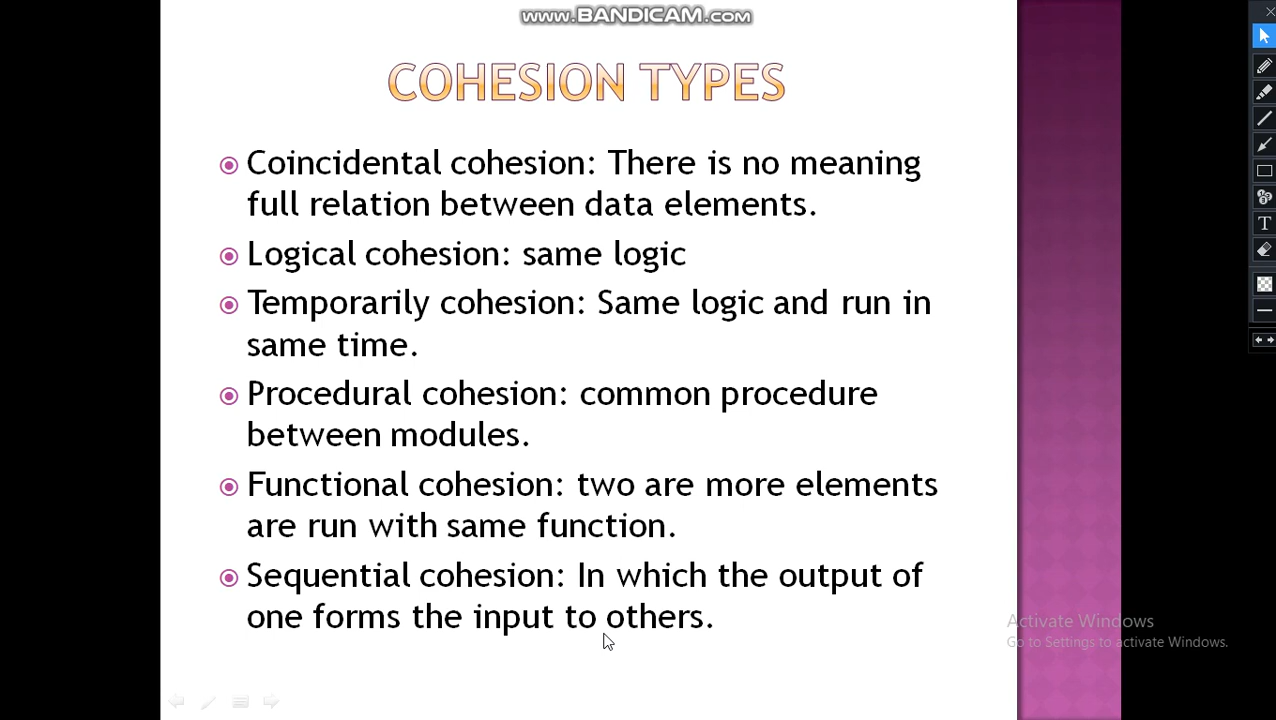 www.BANDICAM.com
COHESION TYPES
Coincidental cohesion: There is no meaning
full relation between data elements.
Logical cohesion: same logic
Temporarily cohesion: Same logic and run in
same time.
Procedural cohesion: common procedure
between modules.
Functional cohesion: two are more elements
are run with same function.
Sequential cohesion: In which the output of
one forms the input to others.
Activate Windows
Go to Settings to activate Windows.
T